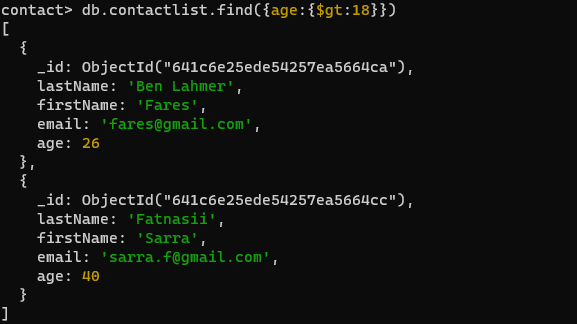 contact> db.contactlist.find({age:{$gt:18}})
[
  {
    _id: ObjectId("641c6e25ede54257ea5664ca"),
    lastName: 'Ben Lahmer',
    firstName: 'Fares',
    email: 'fares@gmail.com',
    age: 26
  },
  {
    _id: ObjectId("641c6e25ede54257ea5664cc"),
    lastName: 'Fatnasii',
    firstName: 'Sarra',
    email: 'sarra.f@gmail.com',
    age: 40
  }
]